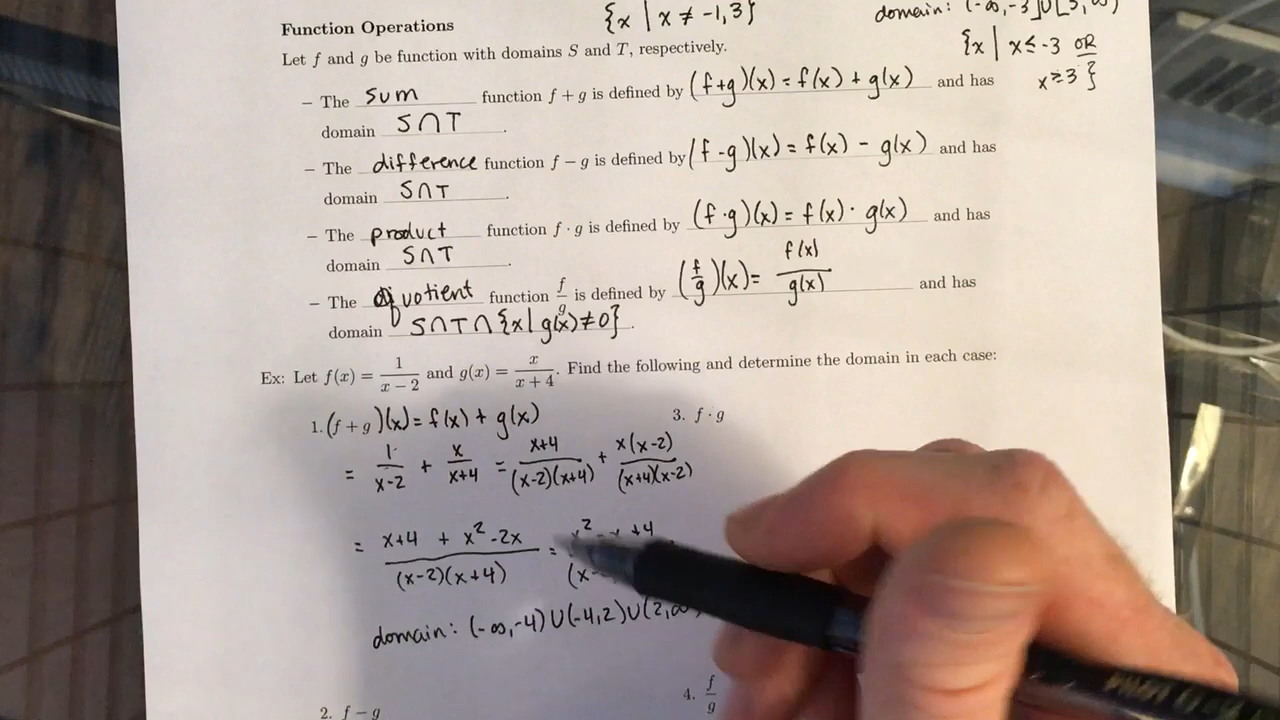 {x | x ≠ -1,3}
domain: (-∞,-3]∪[3,∞)
{x | x ≤ -3 OR
x ≥ 3}
Function Operations
Let f and g be function with domains S and T, respectively.
– The sum function f + g is defined by (f+g)(x) = f(x) + g(x) and has
domain S∩T.
– The difference function f − g is defined by (f-g)(x) = f(x) - g(x) and has
domain S∩T.
– The product function f · g is defined by (f·g)(x) = f(x)· g(x) and has
domain S∩T.
– The quotient function f/g is defined by (f/g)(x) = f(x)/g(x) and has
domain S∩T∩{x | g(x)≠0}.
Ex: Let f(x) = 1/(x − 2) and g(x) = x/(x + 4). Find the following and determine the domain in each case:
1. (f + g)(x) = f(x) + g(x)
= 1/(x-2) + x/(x+4) = (x+4)/((x-2)(x+4)) + x(x-2)/((x+4)(x-2))
= (x+4 + x²-2x)/((x-2)(x+4)) = x² - x +4 (x-
domain: (-∞,-4)∪(-4,2)∪(2,∞
2. f − g
3. f · g
4. f/g